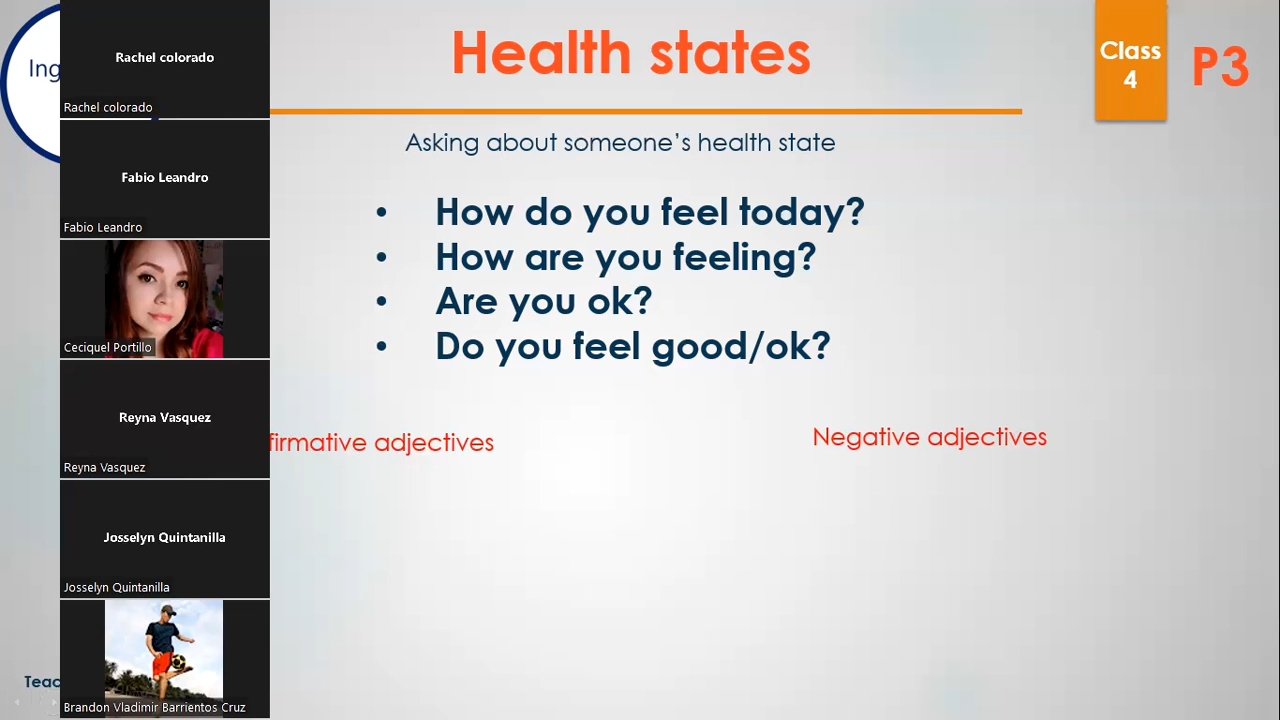 Health states
Class
4
P3
Ing
Asking about someone's health state
• How do you feel today?
• How are you feeling?
• Are you ok?
• Do you feel good/ok?
firmative adjectives
Negative adjectives
Teac
Rachel colorado
Rachel colorado
Fabio Leandro
Fabio Leandro
Ceciquel Portillo
Reyna Vasquez
Reyna Vasquez
Josselyn Quintanilla
Josselyn Quintanilla
Brandon Vladimir Barrientos Cruz